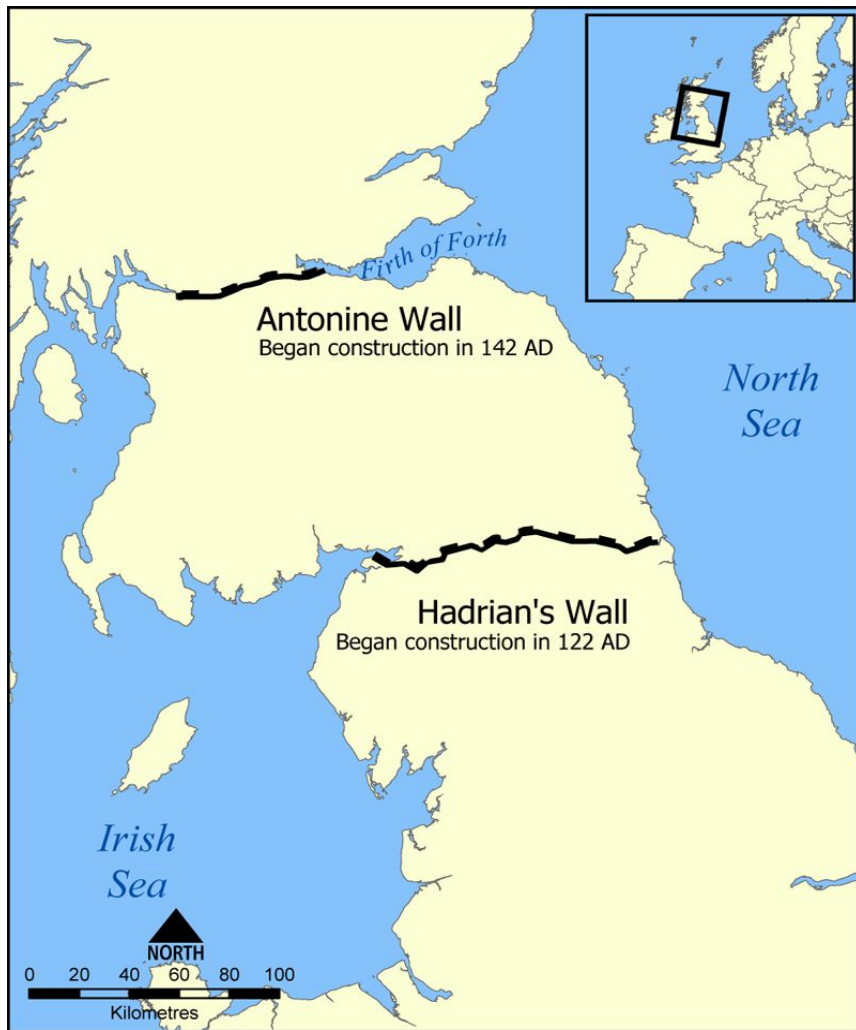 Firth of Forth
Antonine Wall
Began construction in 142 AD
North
Sea
Hadrian's Wall
Began construction in 122 AD
Irish
Sea
NORTH
0 20 40 60 80 100
Kilometres